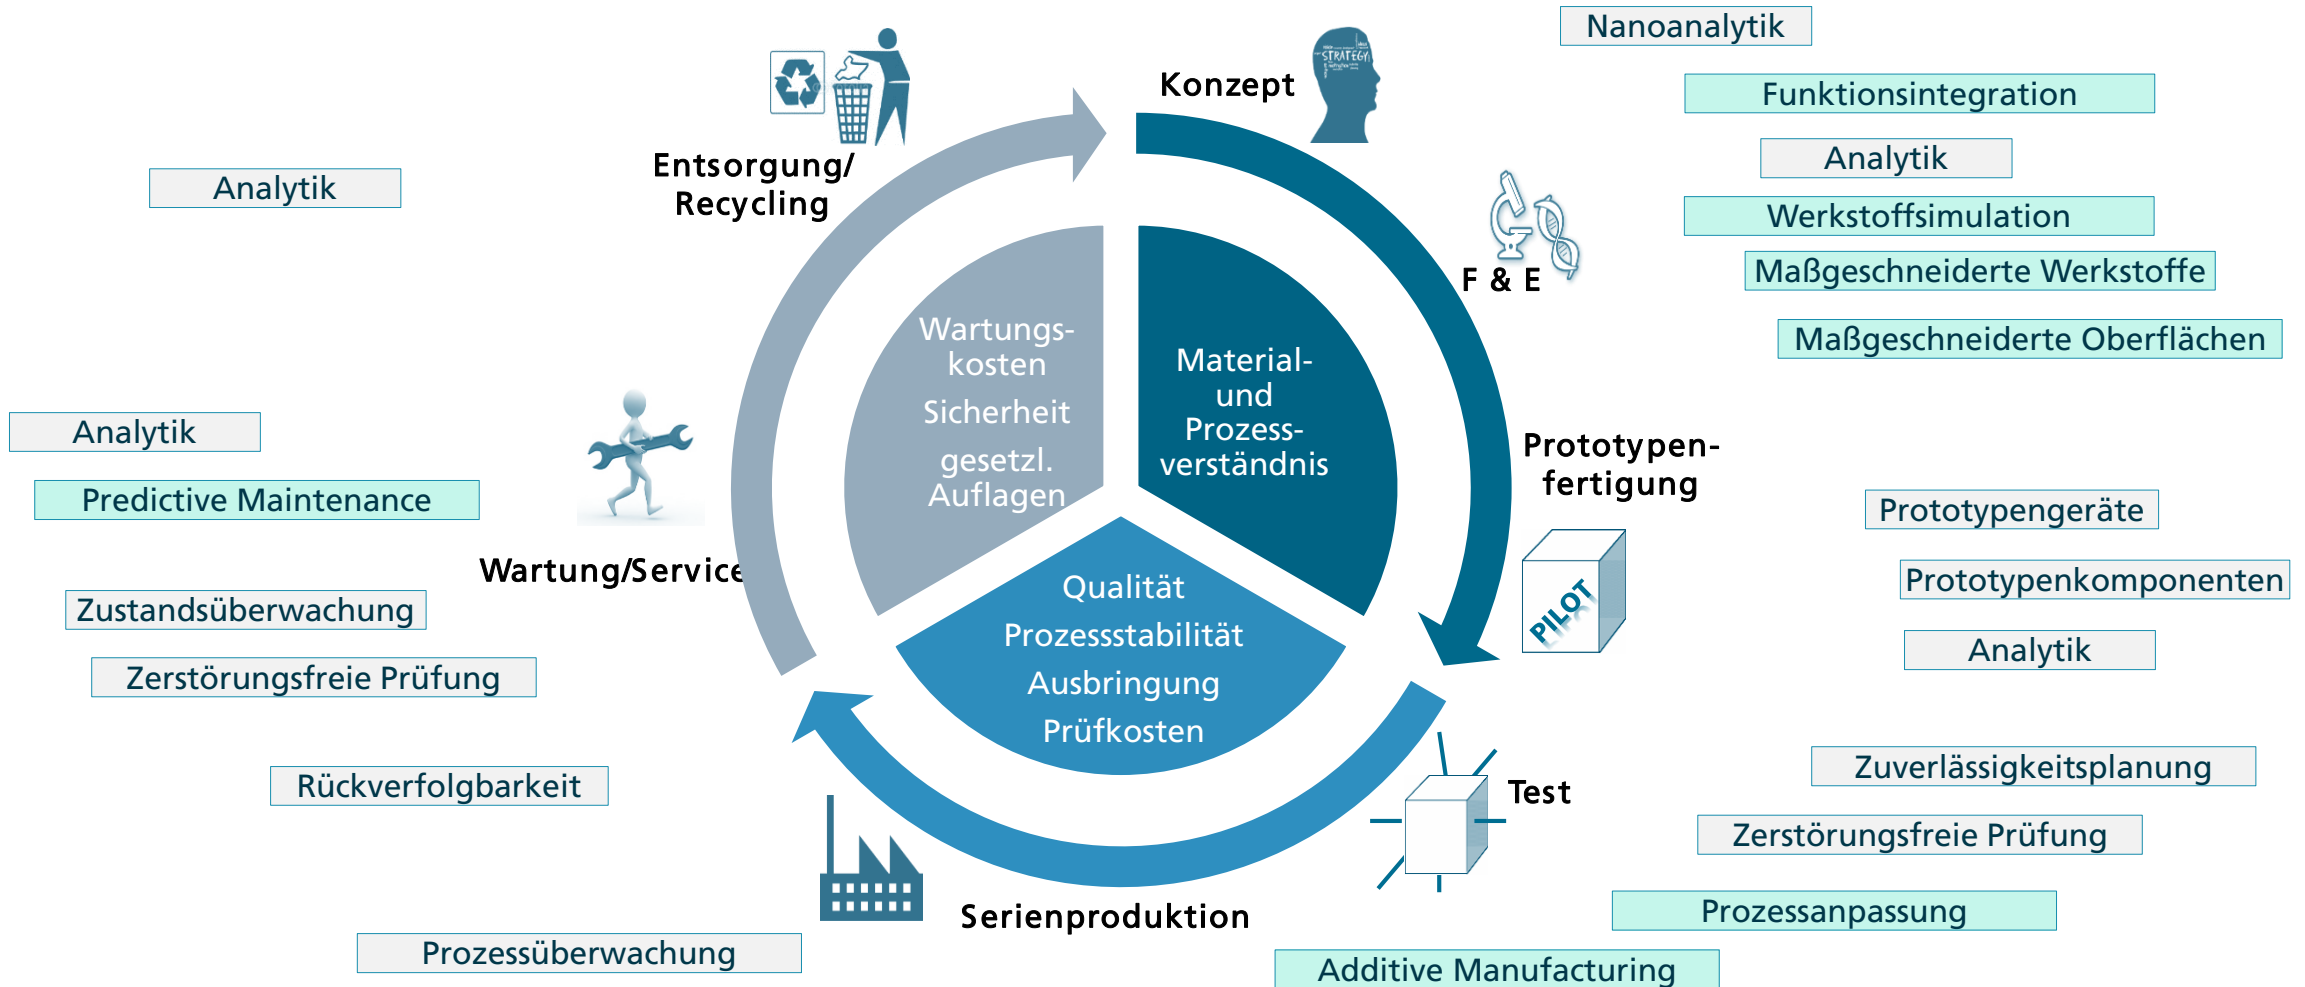 Nanoanalytik
Konzept
STRATEGY
Funktionsintegration
Analytik
Entsorgung/
Recycling
Analytik
Werkstoffsimulation
F & E
Maßgeschneiderte Werkstoffe
Maßgeschneiderte Oberflächen
Wartungs-
kosten
Sicherheit
gesetzl.
Auflagen
Material-
und
Prozess-
verständnis
Analytik
Predictive Maintenance
Prototypen-
fertigung
Prototypengeräte
Wartung/Service
Prototypenkomponenten
PILOT
Zustandsüberwachung
Qualität
Prozessstabilität
Ausbringung
Prüfkosten
Analytik
Zerstörungsfreie Prüfung
Zuverlässigkeitsplanung
Rückverfolgbarkeit
Test
Zerstörungsfreie Prüfung
Serienproduktion
Prozessanpassung
Prozessüberwachung
Additive Manufacturing